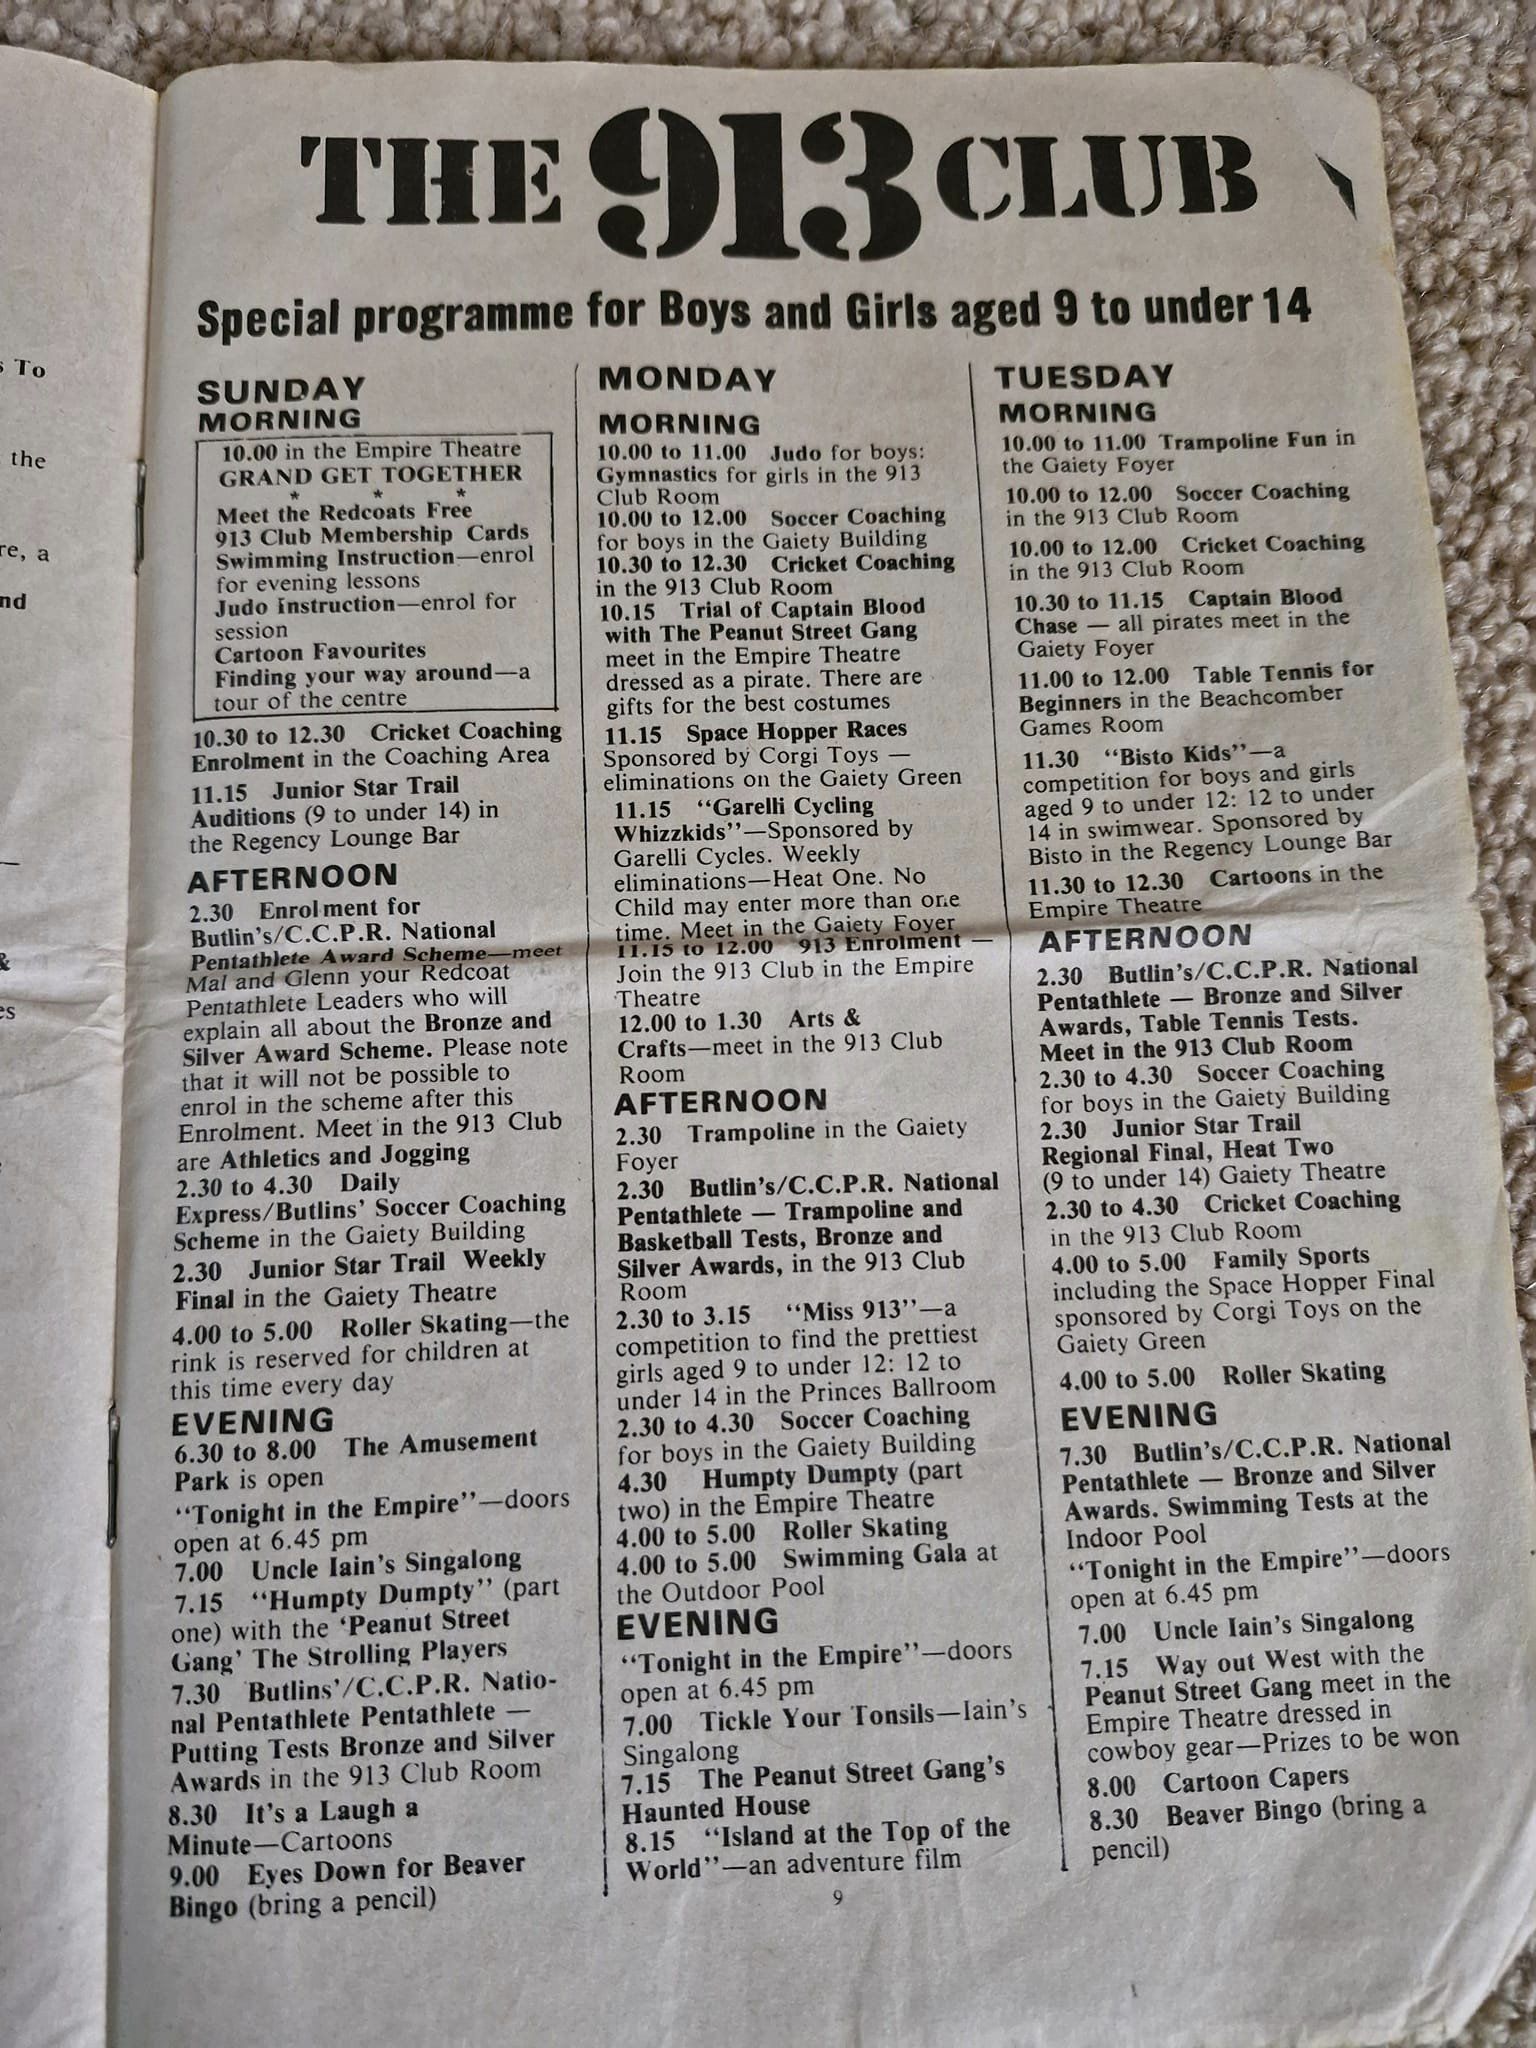 s To
the
re, a
nd
&
es
THE 913 CLUB
Special programme for Boys and Girls aged 9 to under 14
SUNDAY
MORNING
10.00 in the Empire Theatre
GRAND GET TOGETHER
* * *
Meet the Redcoats Free
913 Club Membership Cards
Swimming Instruction—enrol
for evening lessons
Judo Instruction—enrol for
session
Cartoon Favourites
Finding your way around—a
tour of the centre
10.30 to 12.30 Cricket Coaching
Enrolment in the Coaching Area
11.15 Junior Star Trail
Auditions (9 to under 14) in
the Regency Lounge Bar
AFTERNOON
2.30 Enrolment for
Butlin's/C.C.P.R. National
Pentathlete Award Scheme—meet
Mal and Glenn your Redcoat
Pentathlete Leaders who will
explain all about the Bronze and
Silver Award Scheme. Please note
that it will not be possible to
enrol in the scheme after this
Enrolment. Meet in the 913 Club
are Athletics and Jogging
2.30 to 4.30 Daily
Express/Butlins' Soccer Coaching
Scheme in the Gaiety Building
2.30 Junior Star Trail Weekly
Final in the Gaiety Theatre
4.00 to 5.00 Roller Skating—the
rink is reserved for children at
this time every day
EVENING
6.30 to 8.00 The Amusement
Park is open
"Tonight in the Empire"—doors
open at 6.45 pm
7.00 Uncle Iain's Singalong
7.15 "Humpty Dumpty" (part
one) with the 'Peanut Street
Gang' The Strolling Players
7.30 Butlins'/C.C.P.R. Natio-
nal Pentathlete Pentathlete —
Putting Tests Bronze and Silver
Awards in the 913 Club Room
8.30 It's a Laugh a
Minute—Cartoons
9.00 Eyes Down for Beaver
Bingo (bring a pencil)
MONDAY
MORNING
10.00 to 11.00 Judo for boys:
Gymnastics for girls in the 913
Club Room
10.00 to 12.00 Soccer Coaching
for boys in the Gaiety Building
10.30 to 12.30 Cricket Coaching
in the 913 Club Room
10.15 Trial of Captain Blood
with The Peanut Street Gang
meet in the Empire Theatre
dressed as a pirate. There are
gifts for the best costumes
11.15 Space Hopper Races
Sponsored by Corgi Toys —
eliminations on the Gaiety Green
11.15 "Garelli Cycling
Whizzkids"—Sponsored by
Garelli Cycles. Weekly
eliminations—Heat One. No
Child may enter more than one
time. Meet in the Gaiety Foyer
11.15 to 12.00 913 Enrolment —
Join the 913 Club in the Empire
Theatre
12.00 to 1.30 Arts &
Crafts—meet in the 913 Club
Room
AFTERNOON
2.30 Trampoline in the Gaiety
Foyer
2.30 Butlin's/C.C.P.R. National
Pentathlete — Trampoline and
Basketball Tests, Bronze and
Silver Awards, in the 913 Club
Room
2.30 to 3.15 "Miss 913"—a
competition to find the prettiest
girls aged 9 to under 12: 12 to
under 14 in the Princes Ballroom
2.30 to 4.30 Soccer Coaching
for boys in the Gaiety Building
4.30 Humpty Dumpty (part
two) in the Empire Theatre
4.00 to 5.00 Roller Skating
4.00 to 5.00 Swimming Gala at
the Outdoor Pool
EVENING
"Tonight in the Empire"—doors
open at 6.45 pm
7.00 Tickle Your Tonsils—Iain's
Singalong
7.15 The Peanut Street Gang's
Haunted House
8.15 "Island at the Top of the
World"—an adventure film
TUESDAY
MORNING
10.00 to 11.00 Trampoline Fun in
the Gaiety Foyer
10.00 to 12.00 Soccer Coaching
in the 913 Club Room
10.00 to 12.00 Cricket Coaching
in the 913 Club Room
10.30 to 11.15 Captain Blood
Chase — all pirates meet in the
Gaiety Foyer
11.00 to 12.00 Table Tennis for
Beginners in the Beachcomber
Games Room
11.30 "Bisto Kids"—a
competition for boys and girls
aged 9 to under 12: 12 to under
14 in swimwear. Sponsored by
Bisto in the Regency Lounge Bar
11.30 to 12.30 Cartoons in the
Empire Theatre
AFTERNOON
2.30 Butlin's/C.C.P.R. National
Pentathlete — Bronze and Silver
Awards, Table Tennis Tests.
Meet in the 913 Club Room
2.30 to 4.30 Soccer Coaching
for boys in the Gaiety Building
2.30 Junior Star Trail
Regional Final, Heat Two
(9 to under 14) Gaiety Theatre
2.30 to 4.30 Cricket Coaching
in the 913 Club Room
4.00 to 5.00 Family Sports
including the Space Hopper Final
sponsored by Corgi Toys on the
Gaiety Green
4.00 to 5.00 Roller Skating
EVENING
7.30 Butlin's/C.C.P.R. National
Pentathlete — Bronze and Silver
Awards. Swimming Tests at the
Indoor Pool
"Tonight in the Empire"—doors
open at 6.45 pm
7.00 Uncle Iain's Singalong
7.15 Way out West with the
Peanut Street Gang meet in the
Empire Theatre dressed in
cowboy gear—Prizes to be won
8.00 Cartoon Capers
8.30 Beaver Bingo (bring a
pencil)
9